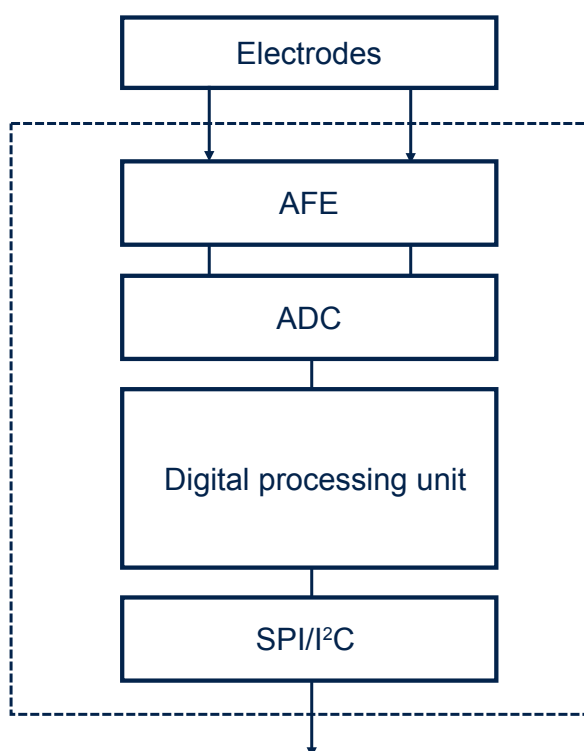 Electrodes
AFE
ADC
Digital processing unit
SPI/I²C